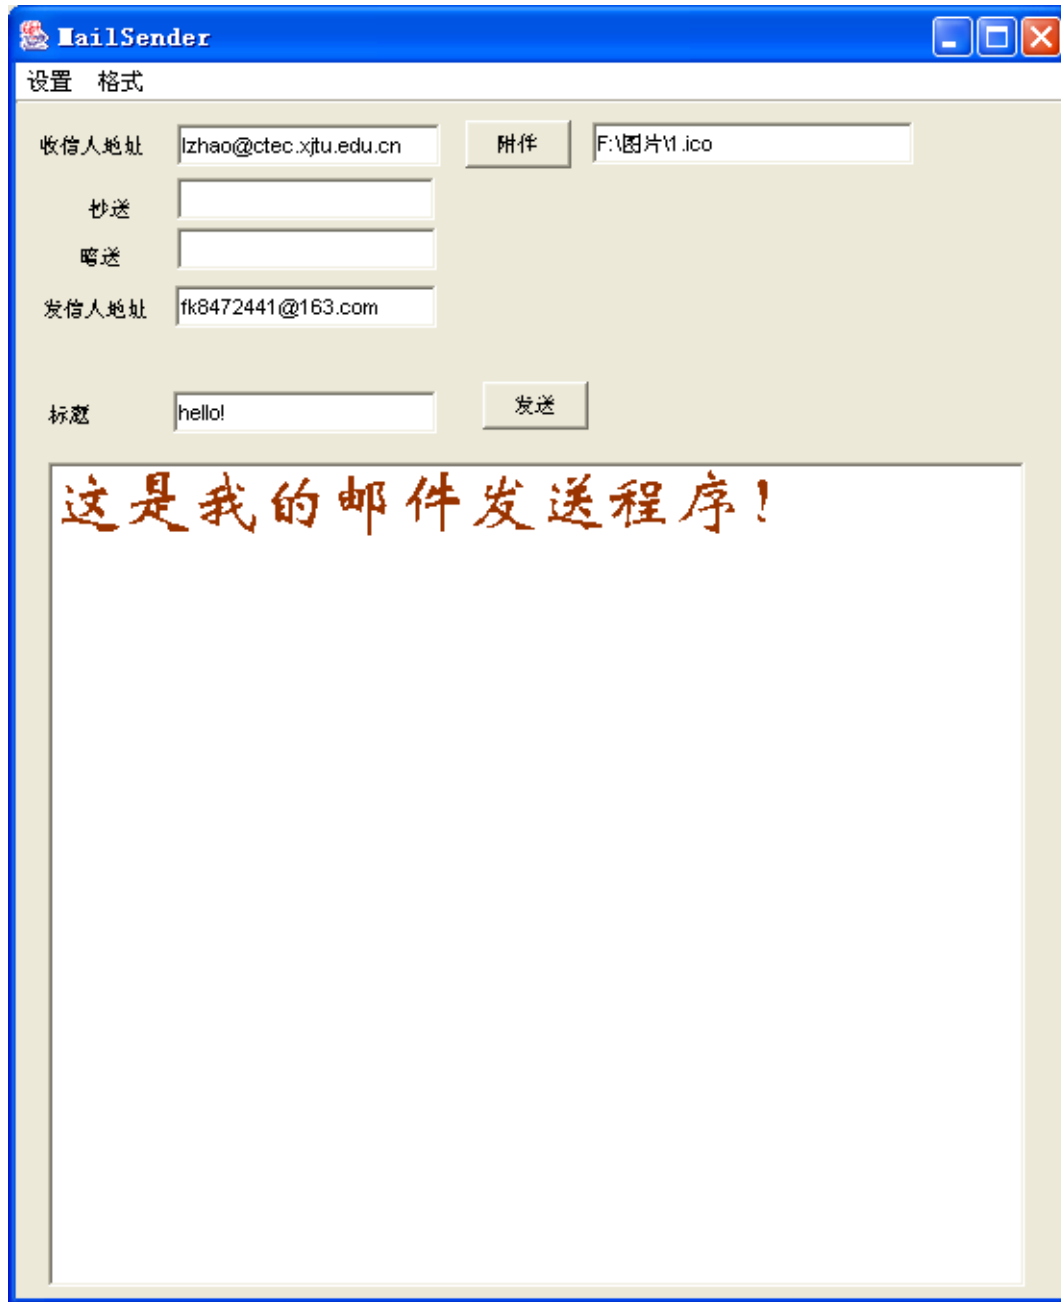 MailSender
设置 格式
收信人地址 lzhao@ctec.xjtu.edu.cn 附件 F:\图片\1.ico
抄送
暗送
发信人地址 fk8472441@163.com
标题 hello! 发送
这是我的邮件发送程序!